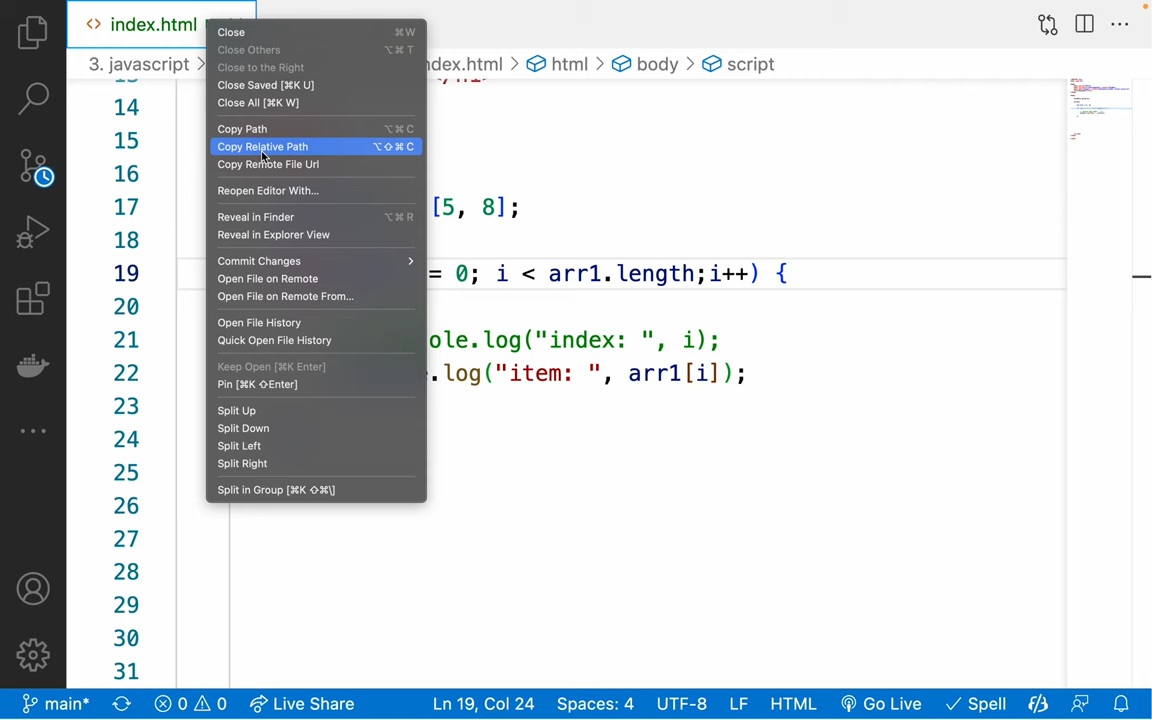 index.html
3. javascript > ndex.html > html > body > script
14
15
16
17 [5, 8];
18
19 = 0; i < arr1.length;i++) {
20
21 ole.log("index: ", i);
22 .log("item: ", arr1[i]);
23
24
25
26
27
28
29
30
31
Close ⌘W
Close Others ⌥⌘T
Close to the Right
Close Saved [⌘K U]
Close All [⌘K W]
Copy Path ⌥⌘C
Copy Relative Path ⌥⇧⌘C
Copy Remote File Url
Reopen Editor With...
Reveal in Finder ⌥⌘R
Reveal in Explorer View
Commit Changes >
Open File on Remote
Open File on Remote From...
Open File History
Quick Open File History
Keep Open [⌘K Enter]
Pin [⌘K ⇧Enter]
Split Up
Split Down
Split Left
Split Right
Split in Group [⌘K ⇧⌘\]
main* 0 0 Live Share Ln 19, Col 24 Spaces: 4 UTF-8 LF HTML Go Live Spell